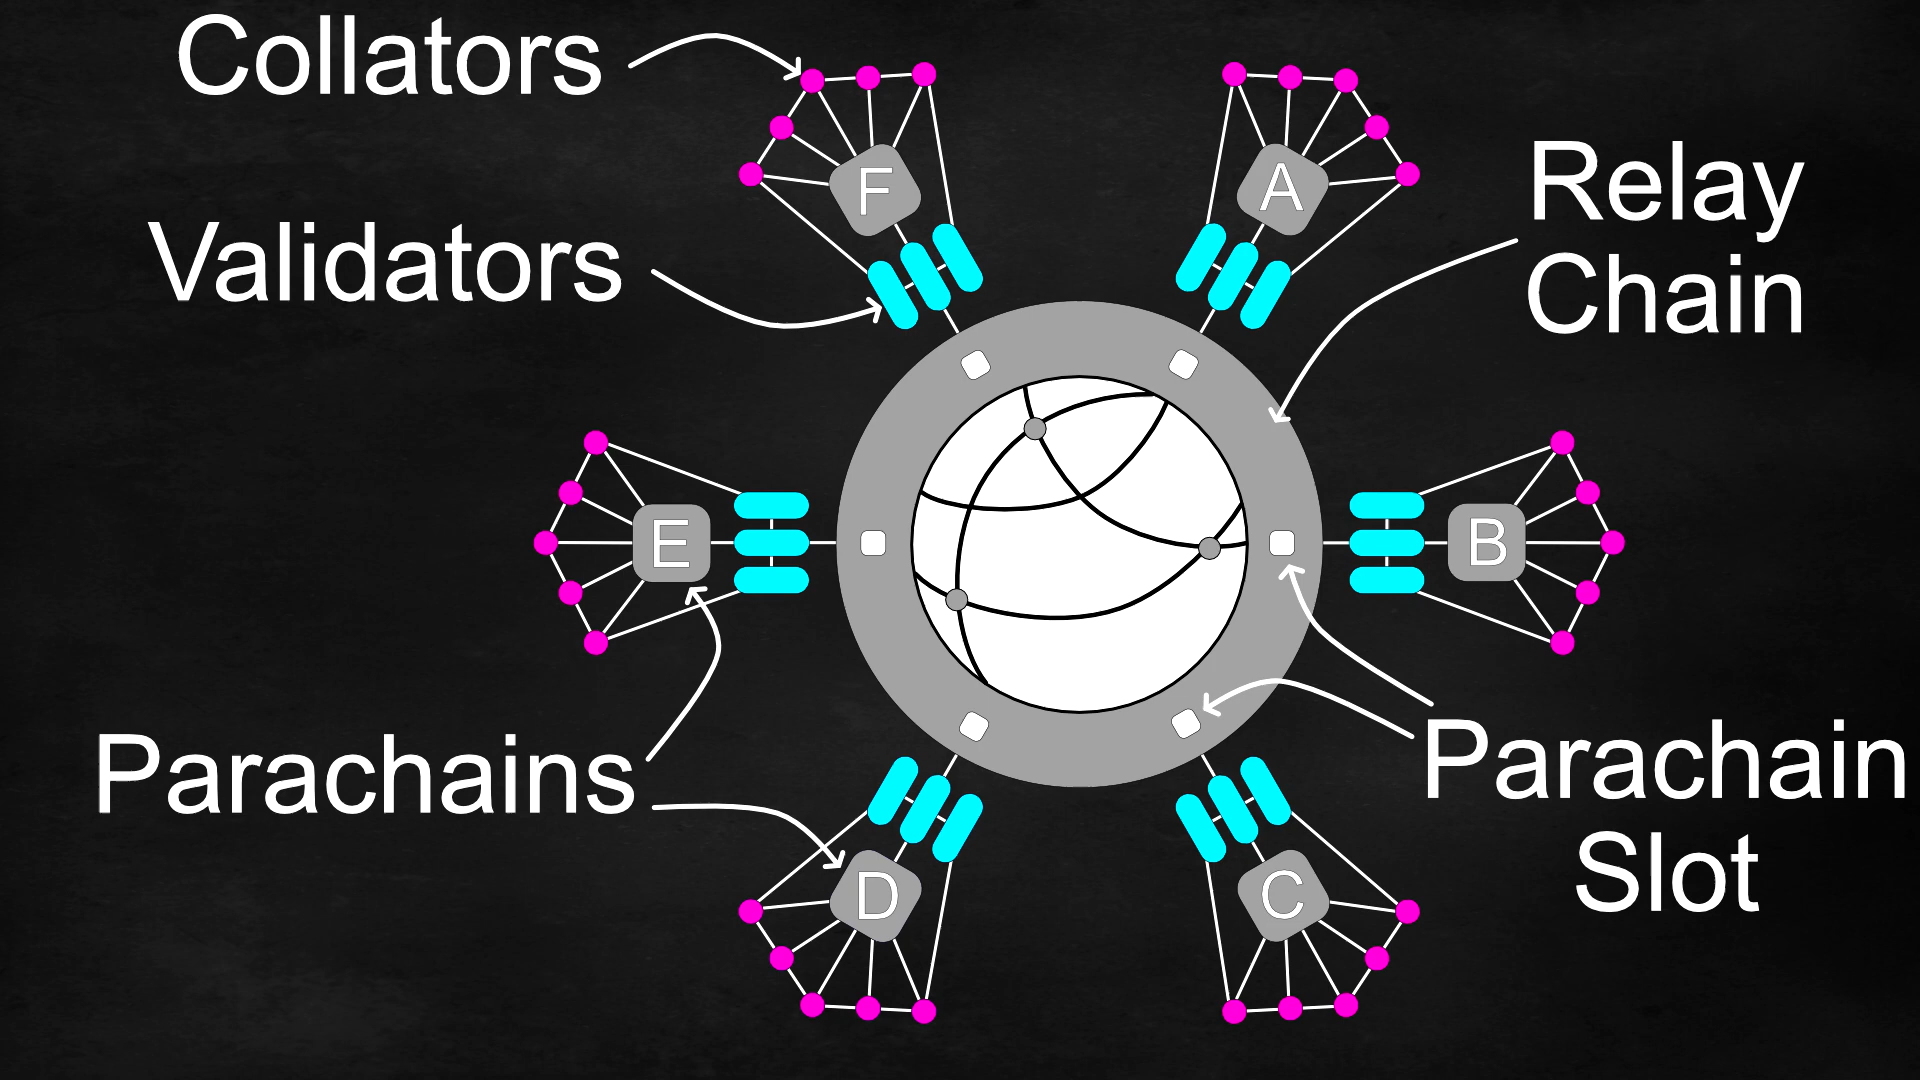 Collators
Validators
Relay
Chain
F
A
E
B
Parachains
Parachain
Slot
D
C